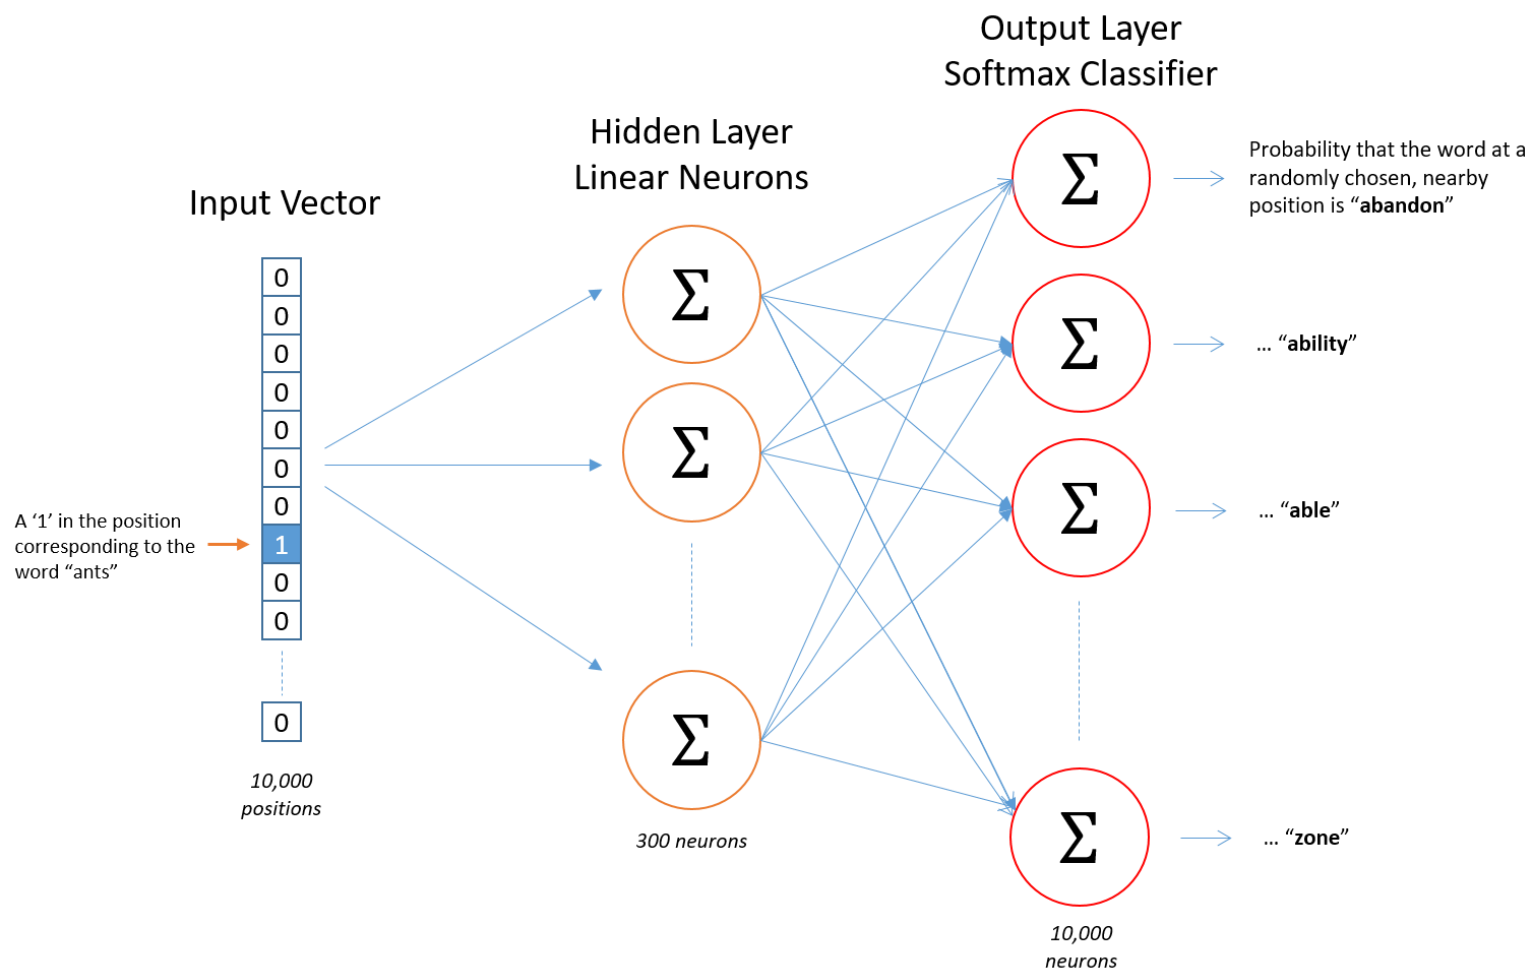 Output Layer
Softmax Classifier
Hidden Layer
Linear Neurons
Input Vector
0
0
0
0
0
0
0
1
0
0
0
A ‘1’ in the position
corresponding to the
word “ants”
10,000
positions
Σ
Σ
Σ
300 neurons
Σ
Σ
Σ
Σ
10,000
neurons
Probability that the word at a
randomly chosen, nearby
position is “abandon”
... “ability”
... “able”
... “zone”